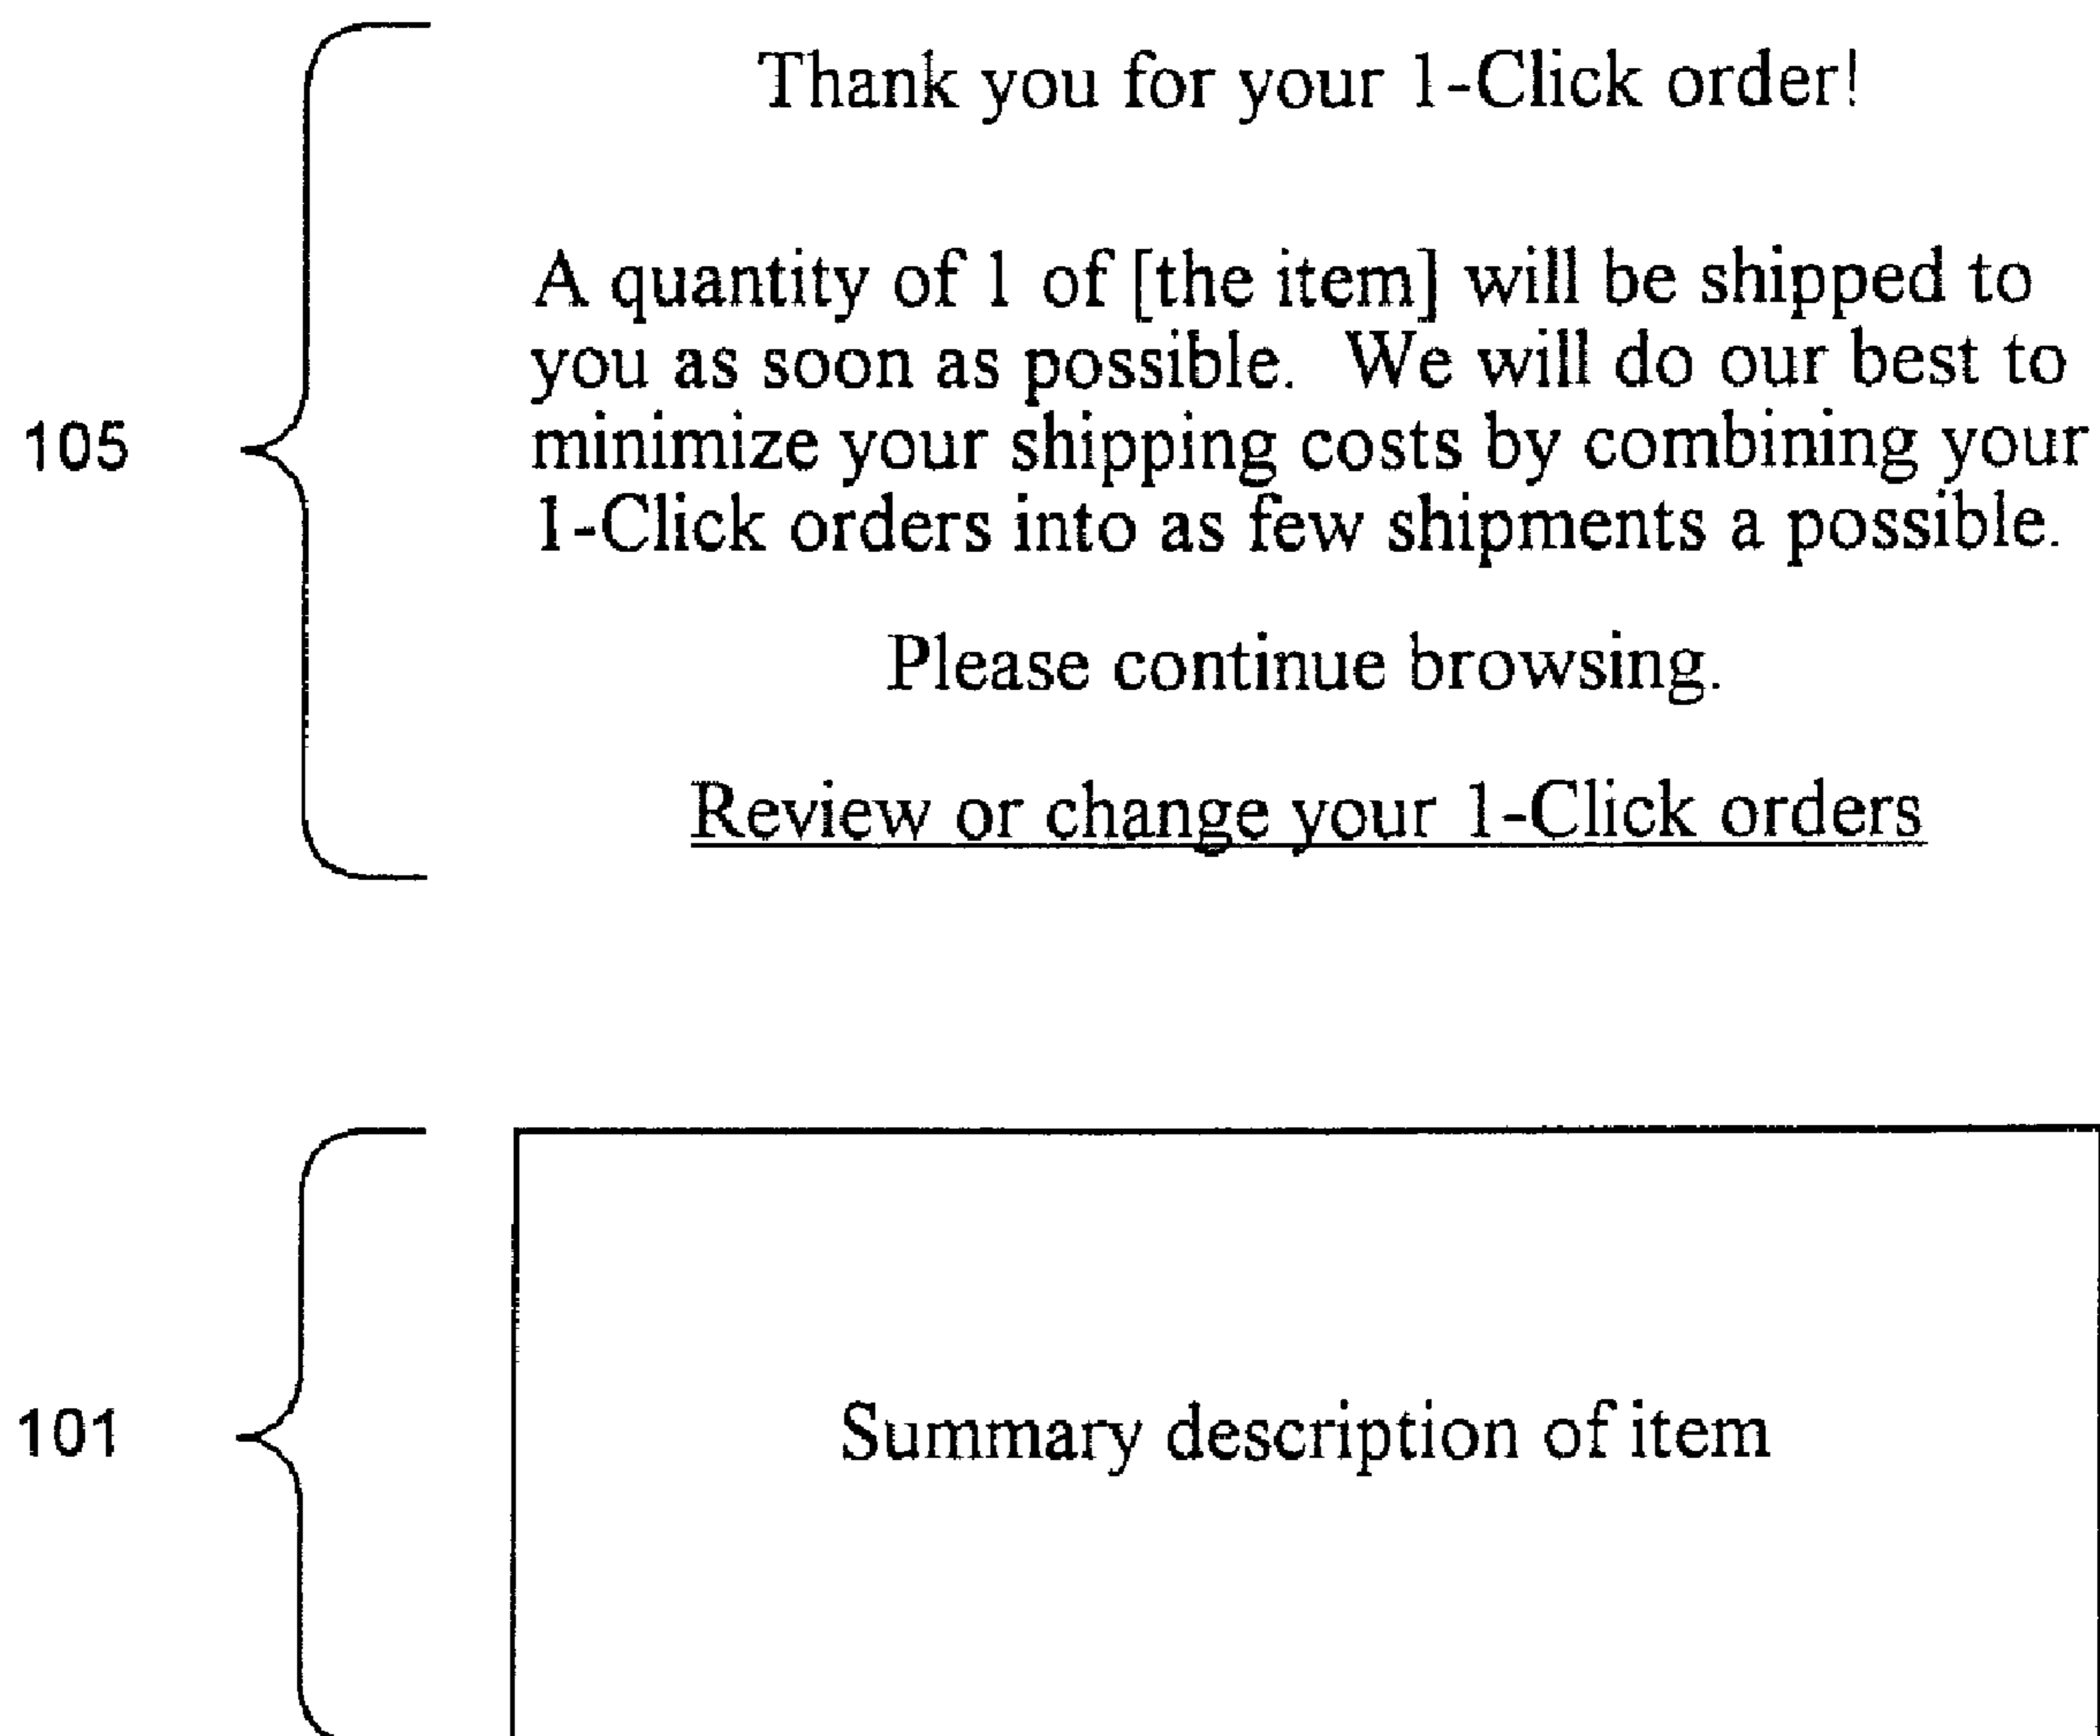 Thank you for your 1-Click order!
A quantity of 1 of [the item] will be shipped to
you as soon as possible.  We will do our best to
minimize your shipping costs by combining your
1-Click orders into as few shipments a possible.
105
Please continue browsing.
Review or change your 1-Click orders
101
Summary description of item